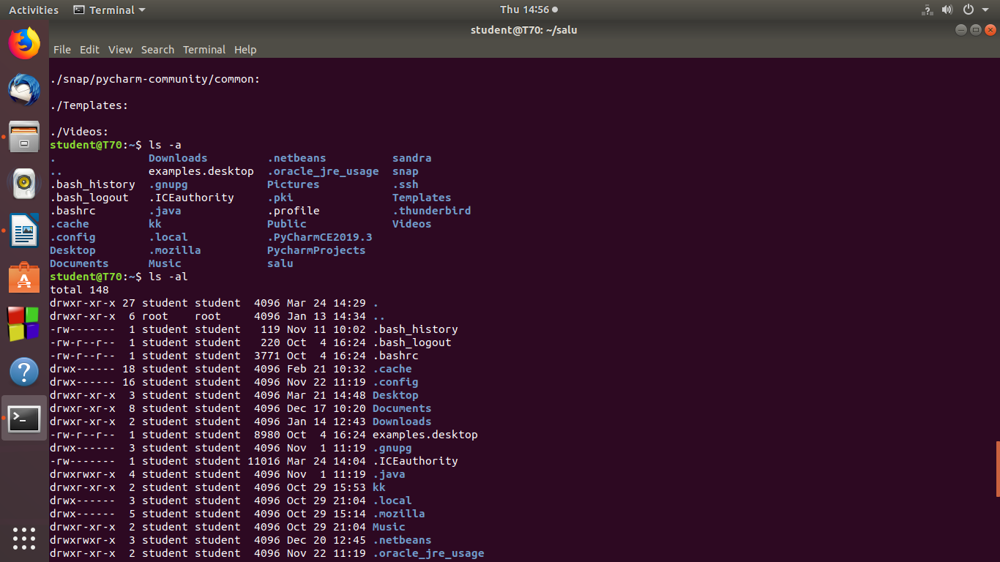 Activities Terminal Thu 14:56
student@T70: ~/salu
File Edit View Search Terminal Help
./snap/pycharm-community/common:
./Templates:
./Videos:
student@T70:~$ ls -a
. Downloads .netbeans sandra
.. examples.desktop .oracle_jre_usage snap
.bash_history .gnupg Pictures .ssh
.bash_logout .ICEauthority .pki Templates
.bashrc .java .profile .thunderbird
.cache kk Public Videos
.config .local .PyCharmCE2019.3
Desktop .mozilla PycharmProjects
Documents Music salu
student@T70:~$ ls -al
total 148
drwxr-xr-x 27 student student 4096 Mar 24 14:29 .
drwxr-xr-x 6 root root 4096 Jan 13 14:34 ..
-rw------- 1 student student 119 Nov 11 10:02 .bash_history
-rw-r--r-- 1 student student 220 Oct 4 16:24 .bash_logout
-rw-r--r-- 1 student student 3771 Oct 4 16:24 .bashrc
drwx------ 18 student student 4096 Feb 21 10:32 .cache
drwx------ 16 student student 4096 Nov 22 11:19 .config
drwxr-xr-x 3 student student 4096 Mar 21 14:48 Desktop
drwxr-xr-x 8 student student 4096 Dec 17 10:20 Documents
drwxr-xr-x 2 student student 4096 Jan 14 12:43 Downloads
-rw-r--r-- 1 student student 8980 Oct 4 16:24 examples.desktop
drwx------ 3 student student 4096 Nov 1 11:19 .gnupg
-rw------- 1 student student 11016 Mar 24 14:04 .ICEauthority
drwxrwxr-x 4 student student 4096 Nov 1 11:19 .java
drwxr-xr-x 2 student student 4096 Oct 29 15:53 kk
drwx------ 3 student student 4096 Oct 29 21:04 .local
drwx------ 5 student student 4096 Oct 29 15:14 .mozilla
drwxr-xr-x 2 student student 4096 Oct 29 21:04 Music
drwxrwxr-x 3 student student 4096 Dec 20 12:45 .netbeans
drwxr-xr-x 2 student student 4096 Nov 22 11:19 .oracle_jre_usage